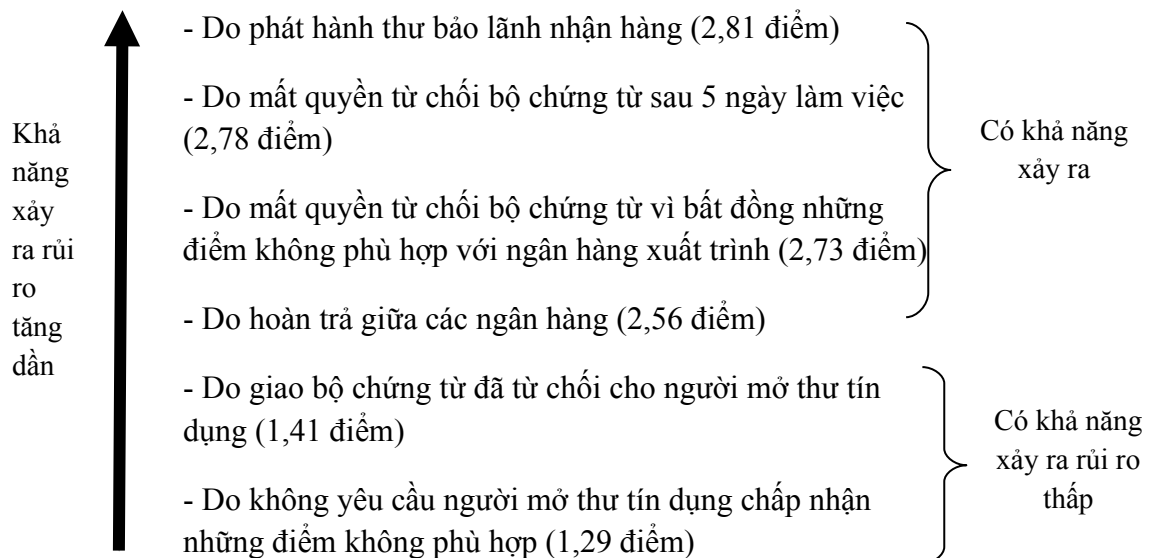 Khả
năng
xảy
ra rủi
ro
tăng
dần
- Do phát hành thư bảo lãnh nhận hàng (2,81 điểm)
- Do mất quyền từ chối bộ chứng từ sau 5 ngày làm việc
(2,78 điểm)
- Do mất quyền từ chối bộ chứng từ vì bất đồng những
điểm không phù hợp với ngân hàng xuất trình (2,73 điểm)
- Do hoàn trả giữa các ngân hàng (2,56 điểm)
- Do giao bộ chứng từ đã từ chối cho người mở thư tín
dụng (1,41 điểm)
- Do không yêu cầu người mở thư tín dụng chấp nhận
những điểm không phù hợp (1,29 điểm)
Có khả năng
xảy ra
Có khả năng
xảy ra rủi ro
thấp